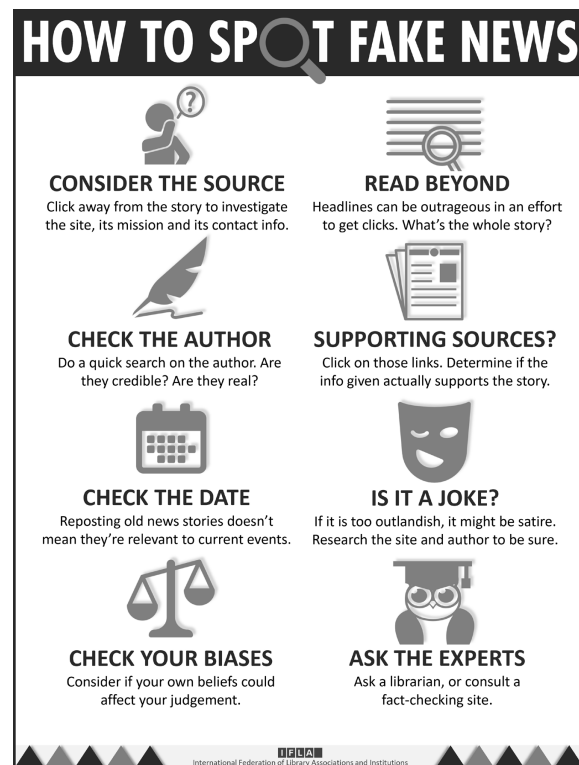 HOW TO SPOT FAKE NEWS
?
CONSIDER THE SOURCE
Click away from the story to investigate
the site, its mission and its contact info.
READ BEYOND
Headlines can be outrageous in an effort
to get clicks. What's the whole story?
CHECK THE AUTHOR
Do a quick search on the author. Are
they credible? Are they real?
SUPPORTING SOURCES?
Click on those links. Determine if the
info given actually supports the story.
CHECK THE DATE
Reposting old news stories doesn't
mean they're relevant to current events.
IS IT A JOKE?
If it is too outlandish, it might be satire.
Research the site and author to be sure.
CHECK YOUR BIASES
Consider if your own beliefs could
affect your judgement.
ASK THE EXPERTS
Ask a librarian, or consult a
fact-checking site.
IFLA
International Federation of Library Associations and Institutions